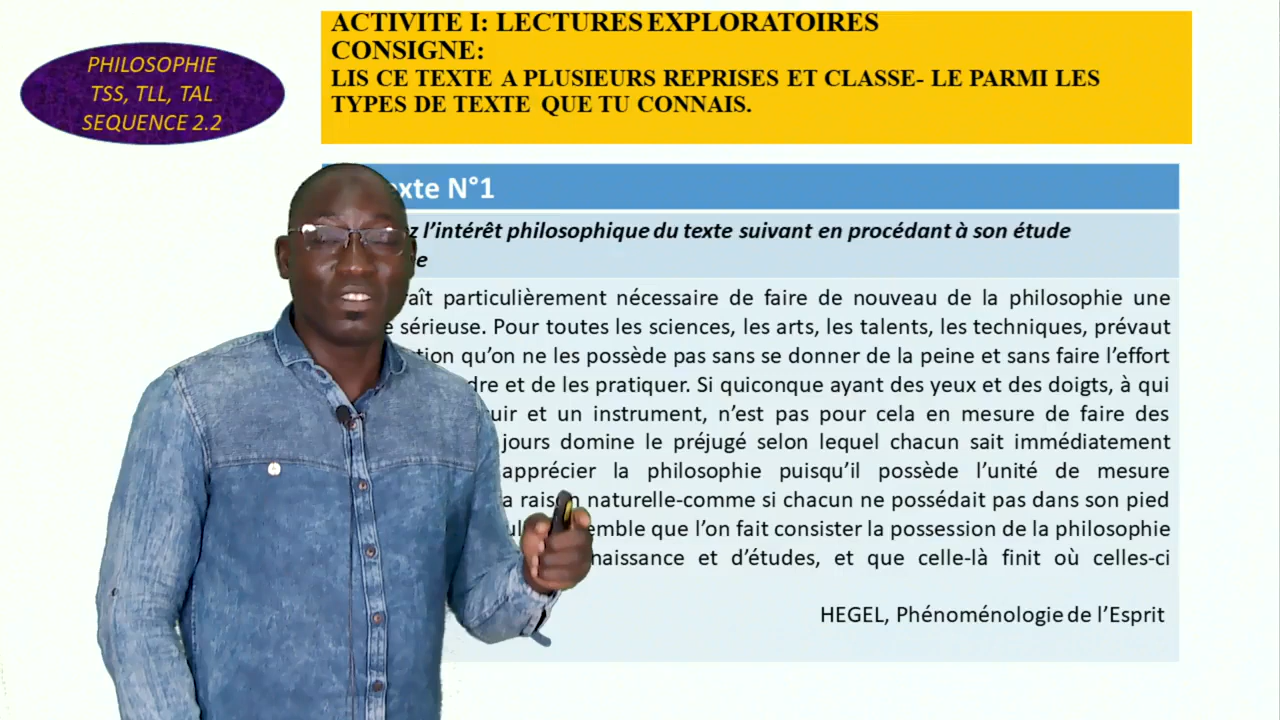 PHILOSOPHIE
TSS, TLL, TAL
SEQUENCE 2.2
ACTIVITE I: LECTURES EXPLORATOIRES
CONSIGNE:
LIS CE TEXTE A PLUSIEURS REPRISES ET CLASSE- LE PARMI LES
TYPES DE TEXTE QUE TU CONNAIS.
N°1
l’intérêt philosophique du texte suivant en procédant à son étude
particulièrement nécessaire de faire de nouveau de la philosophie une
sérieuse. Pour toutes les sciences, les arts, les talents, les techniques, prévaut
qu’on ne les possède pas sans se donner de la peine et sans faire l’effort
et de les pratiquer. Si quiconque ayant des yeux et des doigts, à qui
et un instrument, n’est pas pour cela en mesure de faire des
jours domine le préjugé selon lequel chacun sait immédiatement
apprécier la philosophie puisqu’il possède l’unité de mesure
raison naturelle-comme si chacun ne possédait pas dans son pied
que l’on fait consister la possession de la philosophie
et d’études, et que celle-là finit où celles-ci
HEGEL, Phénoménologie de l’Esprit